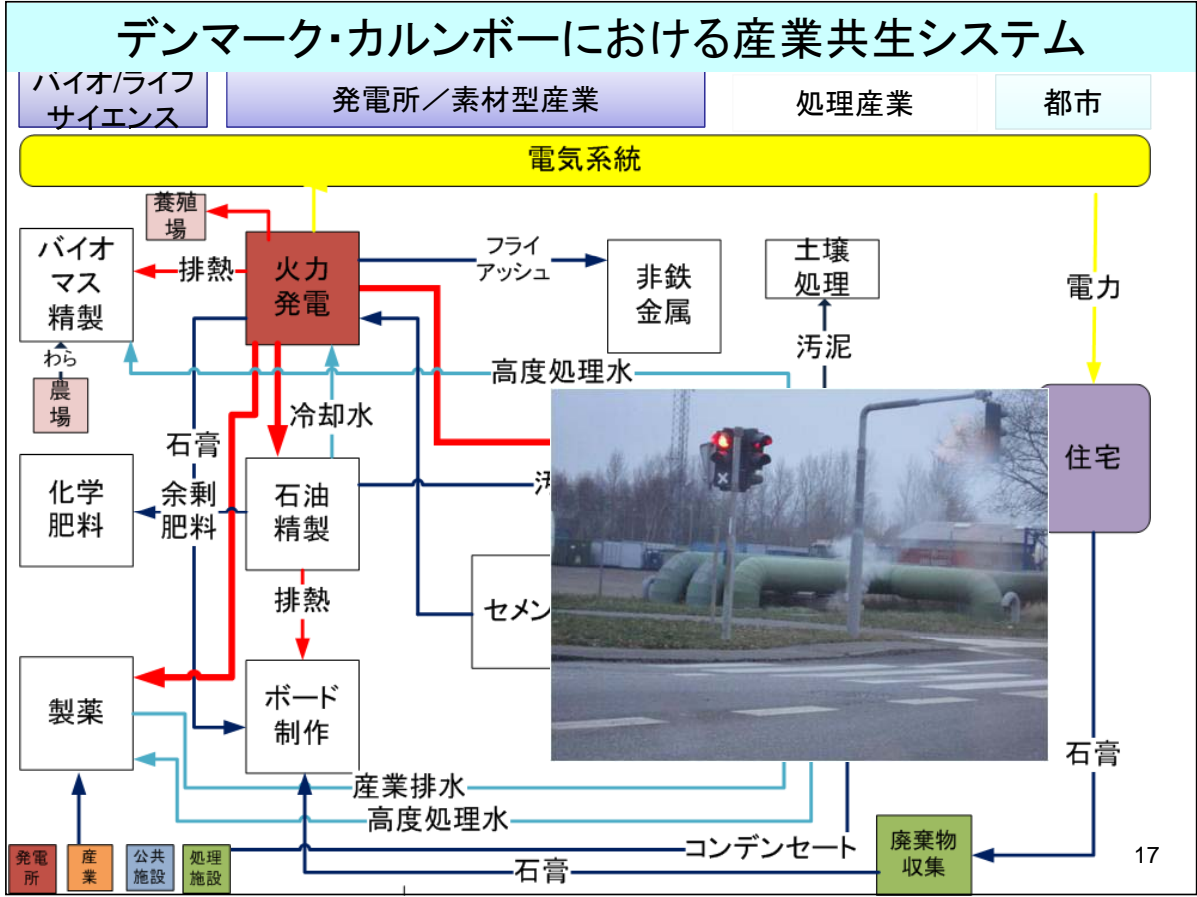 デンマーク・カルンボーにおける産業共生システム
バイオ/ライフ
サイエンス
発電所／素材型産業
処理産業
都市
電気系統
養殖
場
バイオ
マス
精製
排熱
火力
発電
フライ
アッシュ
非鉄
金属
土壌
処理
電力
汚泥
わら
高度処理水
農
場
冷却水
石膏
住宅
化学
肥料
余剰
肥料
石油
精製
排熱
セメン
製薬
ボード
制作
石膏
産業排水
高度処理水
コンデンセート
廃棄物
収集
17
発電
所
産
業
公共
施設
処理
施設
石膏